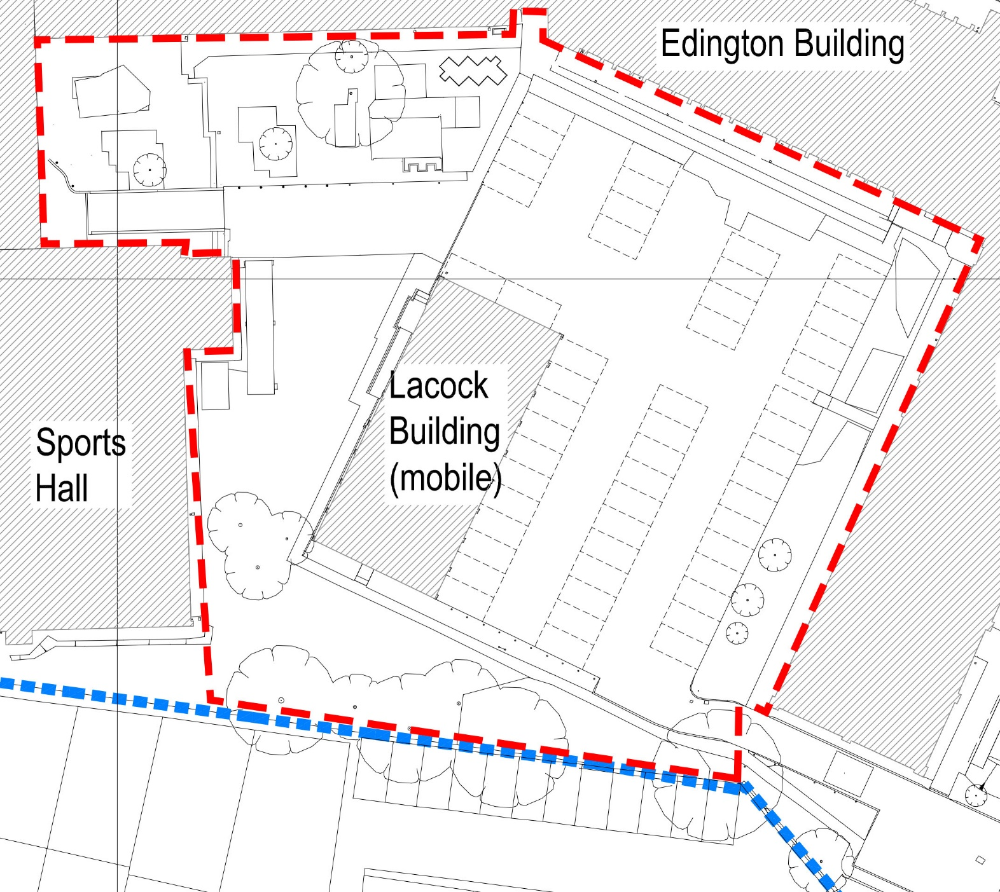 Edington Building
Lacock
Building
(mobile)
Sports
Hall